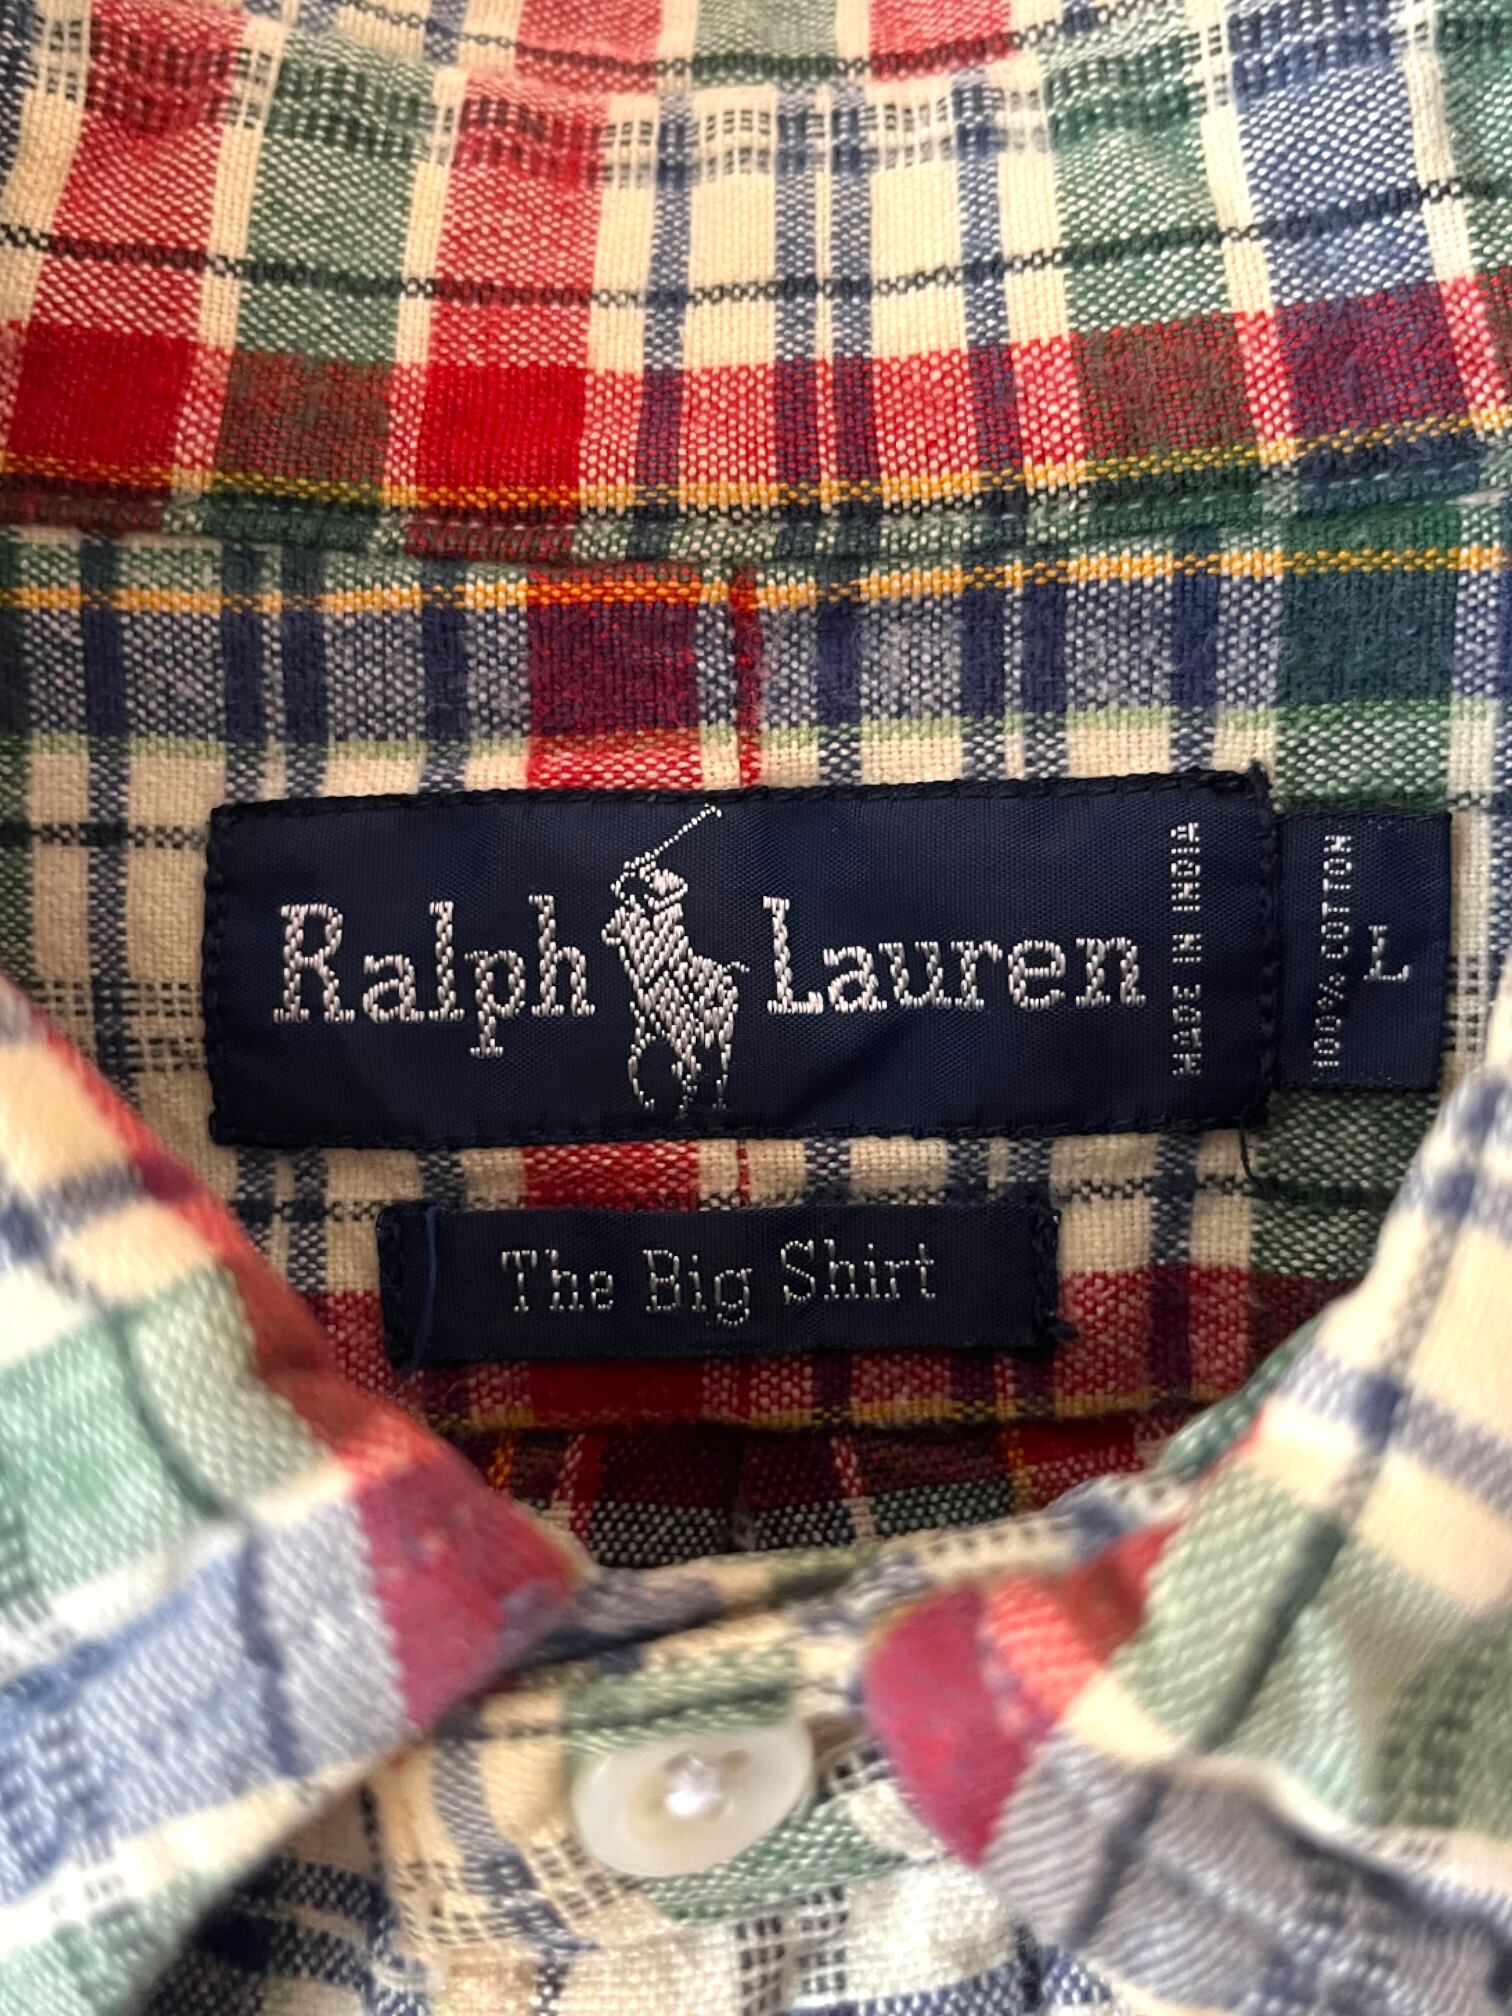 Ralph Lauren
MADE IN INDIA
100% COTTON
L
The Big Shirt